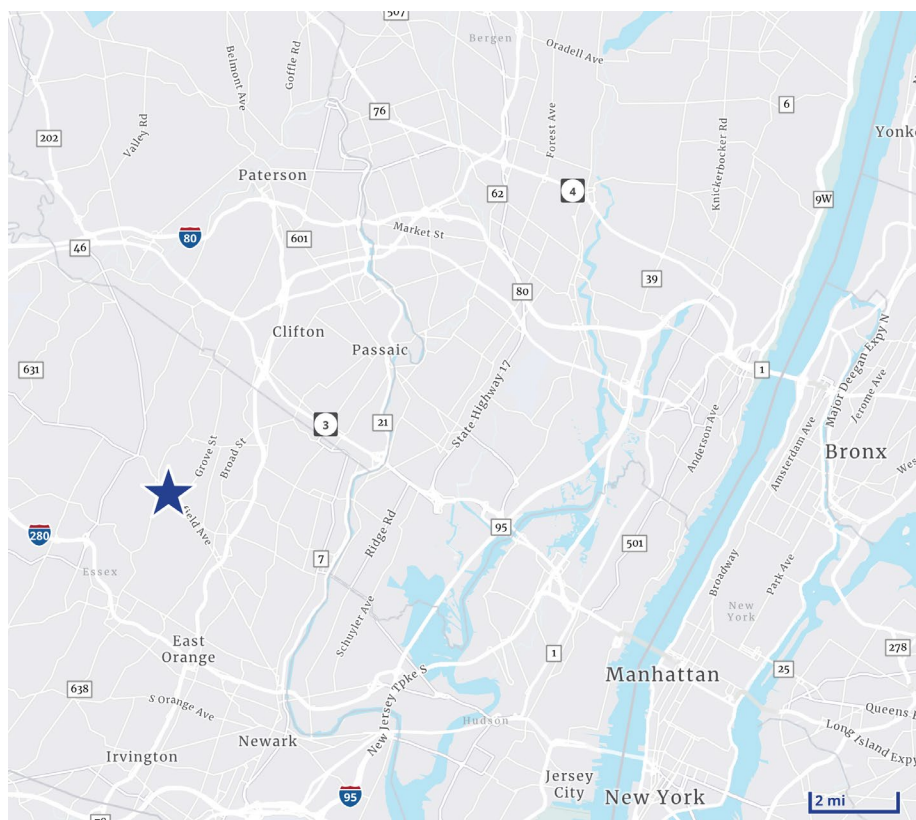 507
Bergen
Oradell Ave
Belmont Ave
Goffle Rd
76
6
202
Valley Rd
Forest Ave
Knickerbocker Rd
Paterson
62
4
9W
80
601
Market St
46
39
80
Clifton
Passaic
Major Deegan Expy N
631
State Highway 17
1
Jerome Ave
3
21
Anderson Ave
Amsterdam Ave
Bronx
Grove St
Broad St
280
Ridge Rd
95
501
Essex
7
Broadway
Park Ave
New
York
Schuyler Ave
East
Orange
1
278
Manhattan
25
638
S Orange Ave
New Jersey Tpke S
Hudson
Newark
Irvington
Long Island Expy
Jersey
City
95
New York
2 mi